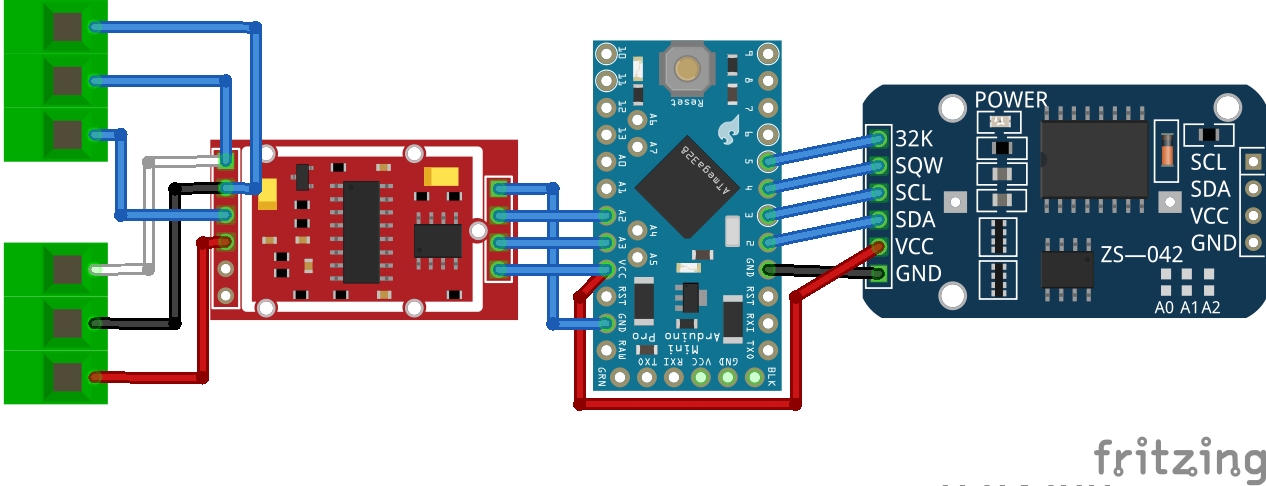 10
11
12
13
A0
A1
A2
A3
VCC
RST
GND
RAW
A6
A7
A4
A5
Reset
ATmega328
9
8
7
6
5
4
3
2
GND
RST
RXI
TXO
Pro
Arduino
Mini
GRN
TXO
RXI
VCC
GND
BLK
POWER
32K
SQW
SCL
SDA
VCC
GND
SCL
SDA
VCC
GND
ZS—042
A0 A1 A2
fritzing